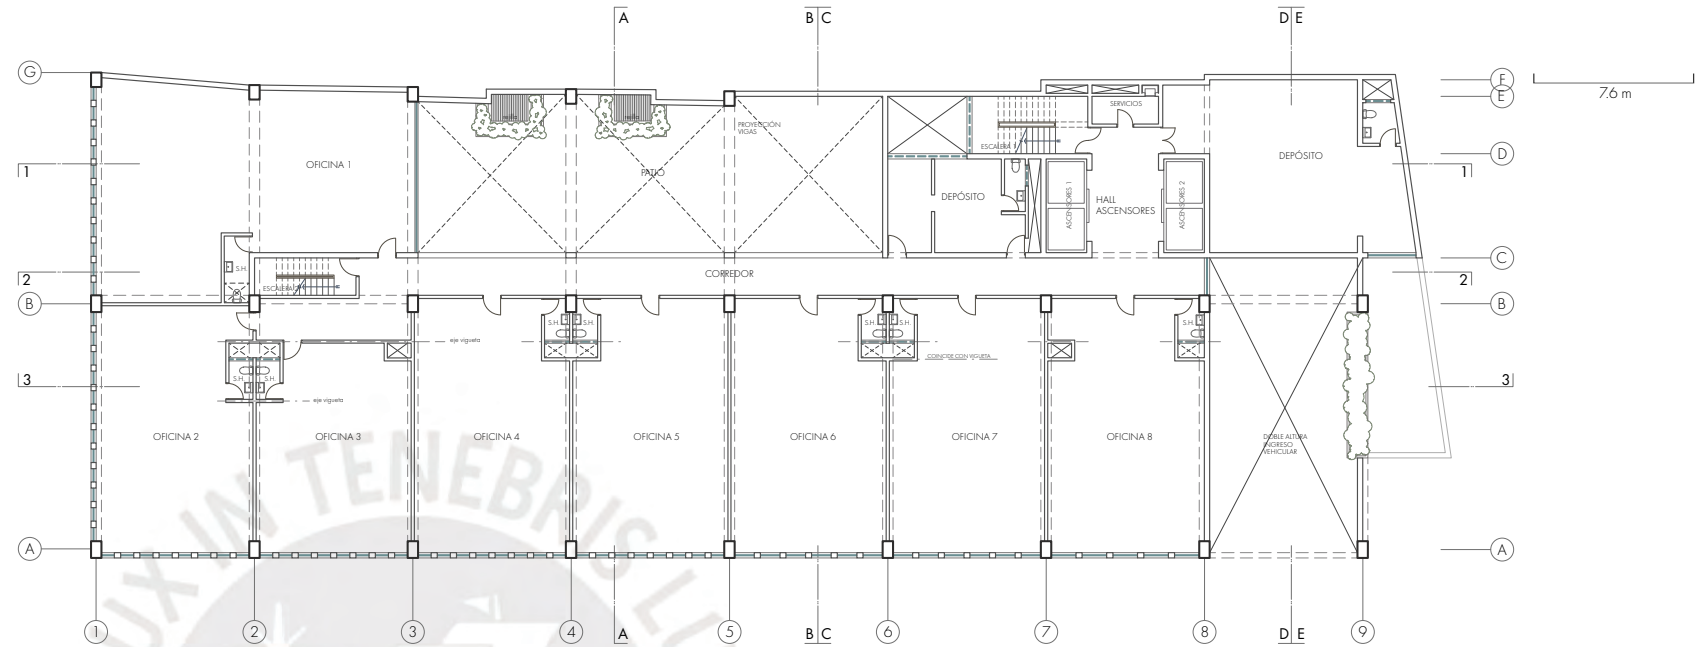 A
B C
D E
G
F
E
7.6 m
PROYECCIÓN
VIGAS
SERVICIOS
OFICINA 1
ESCALERA 1
D
DEPÓSITO
1
1
PATIO
DEPÓSITO
ASCENSORES 1
HALL
ASCENSORES
ASCENSORES 2
C
S.H.
CORREDOR
2
2
ESCALERA
B
B
S.H.
S.H.
S.H.
S.H.
S.H.
eje vigueta
COINCIDE CON VIGUETA
S.H.
S.H.
3
3
eje vigueta
OFICINA 2
OFICINA 3
OFICINA 4
OFICINA 5
OFICINA 6
OFICINA 7
OFICINA 8
DOBLE ALTURA
INGRESO
VEHICULAR
LUX IN TENEBRIS
A
A
1
2
3
4
5
6
7
8
9
A
B C
D E